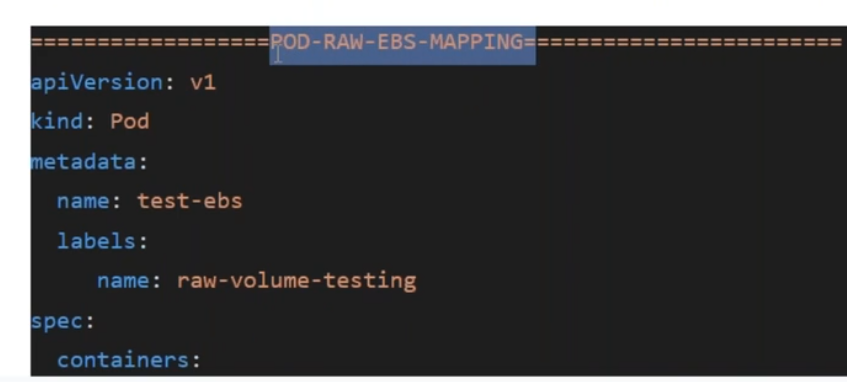 ==================POD-RAW-EBS-MAPPING========================
apiVersion: v1
kind: Pod
metadata:
  name: test-ebs
  labels:
     name: raw-volume-testing
spec:
  containers: